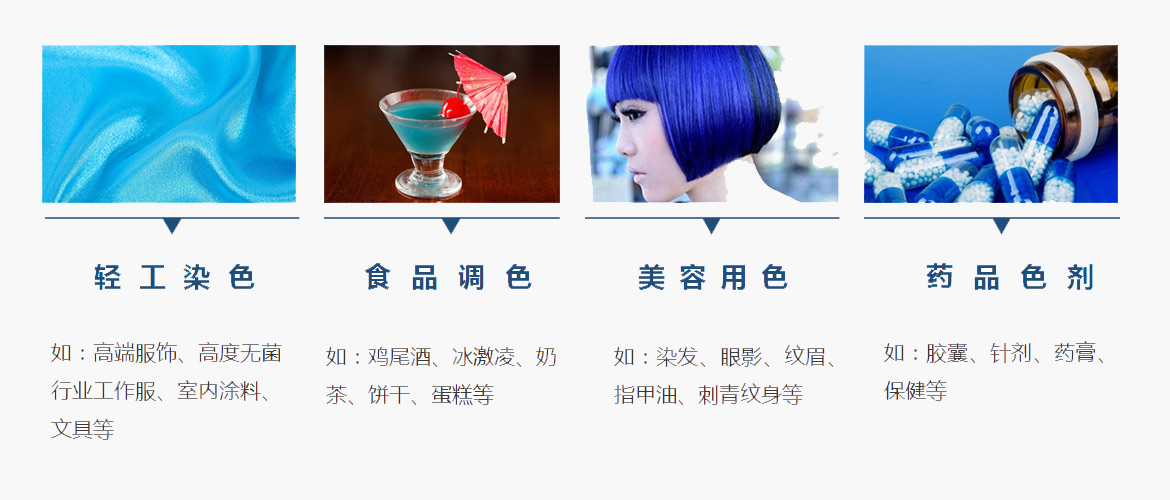 轻工染色
如：高端服饰、高度无菌
行业工作服、室内涂料、
文具等
食品调色
如：鸡尾酒、冰激凌、奶
茶、饼干、蛋糕等
美容用色
如：染发、眼影、纹眉、
指甲油、刺青纹身等
药品色剂
如：胶囊、针剂、药膏、
保健等